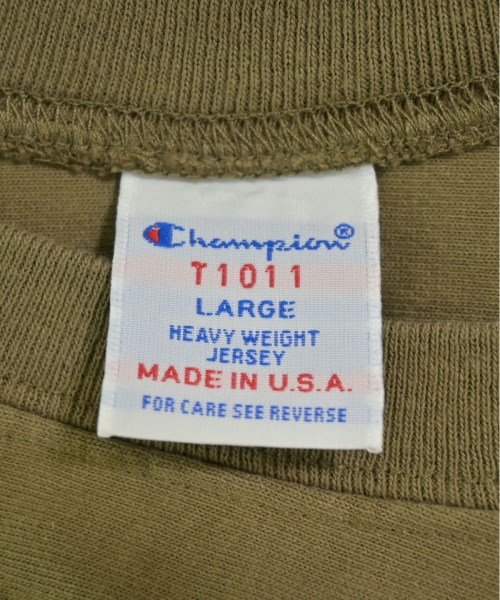 Champion®
T1011
LARGE
HEAVY WEIGHT
JERSEY
MADE IN U.S.A.
FOR CARE SEE REVERSE